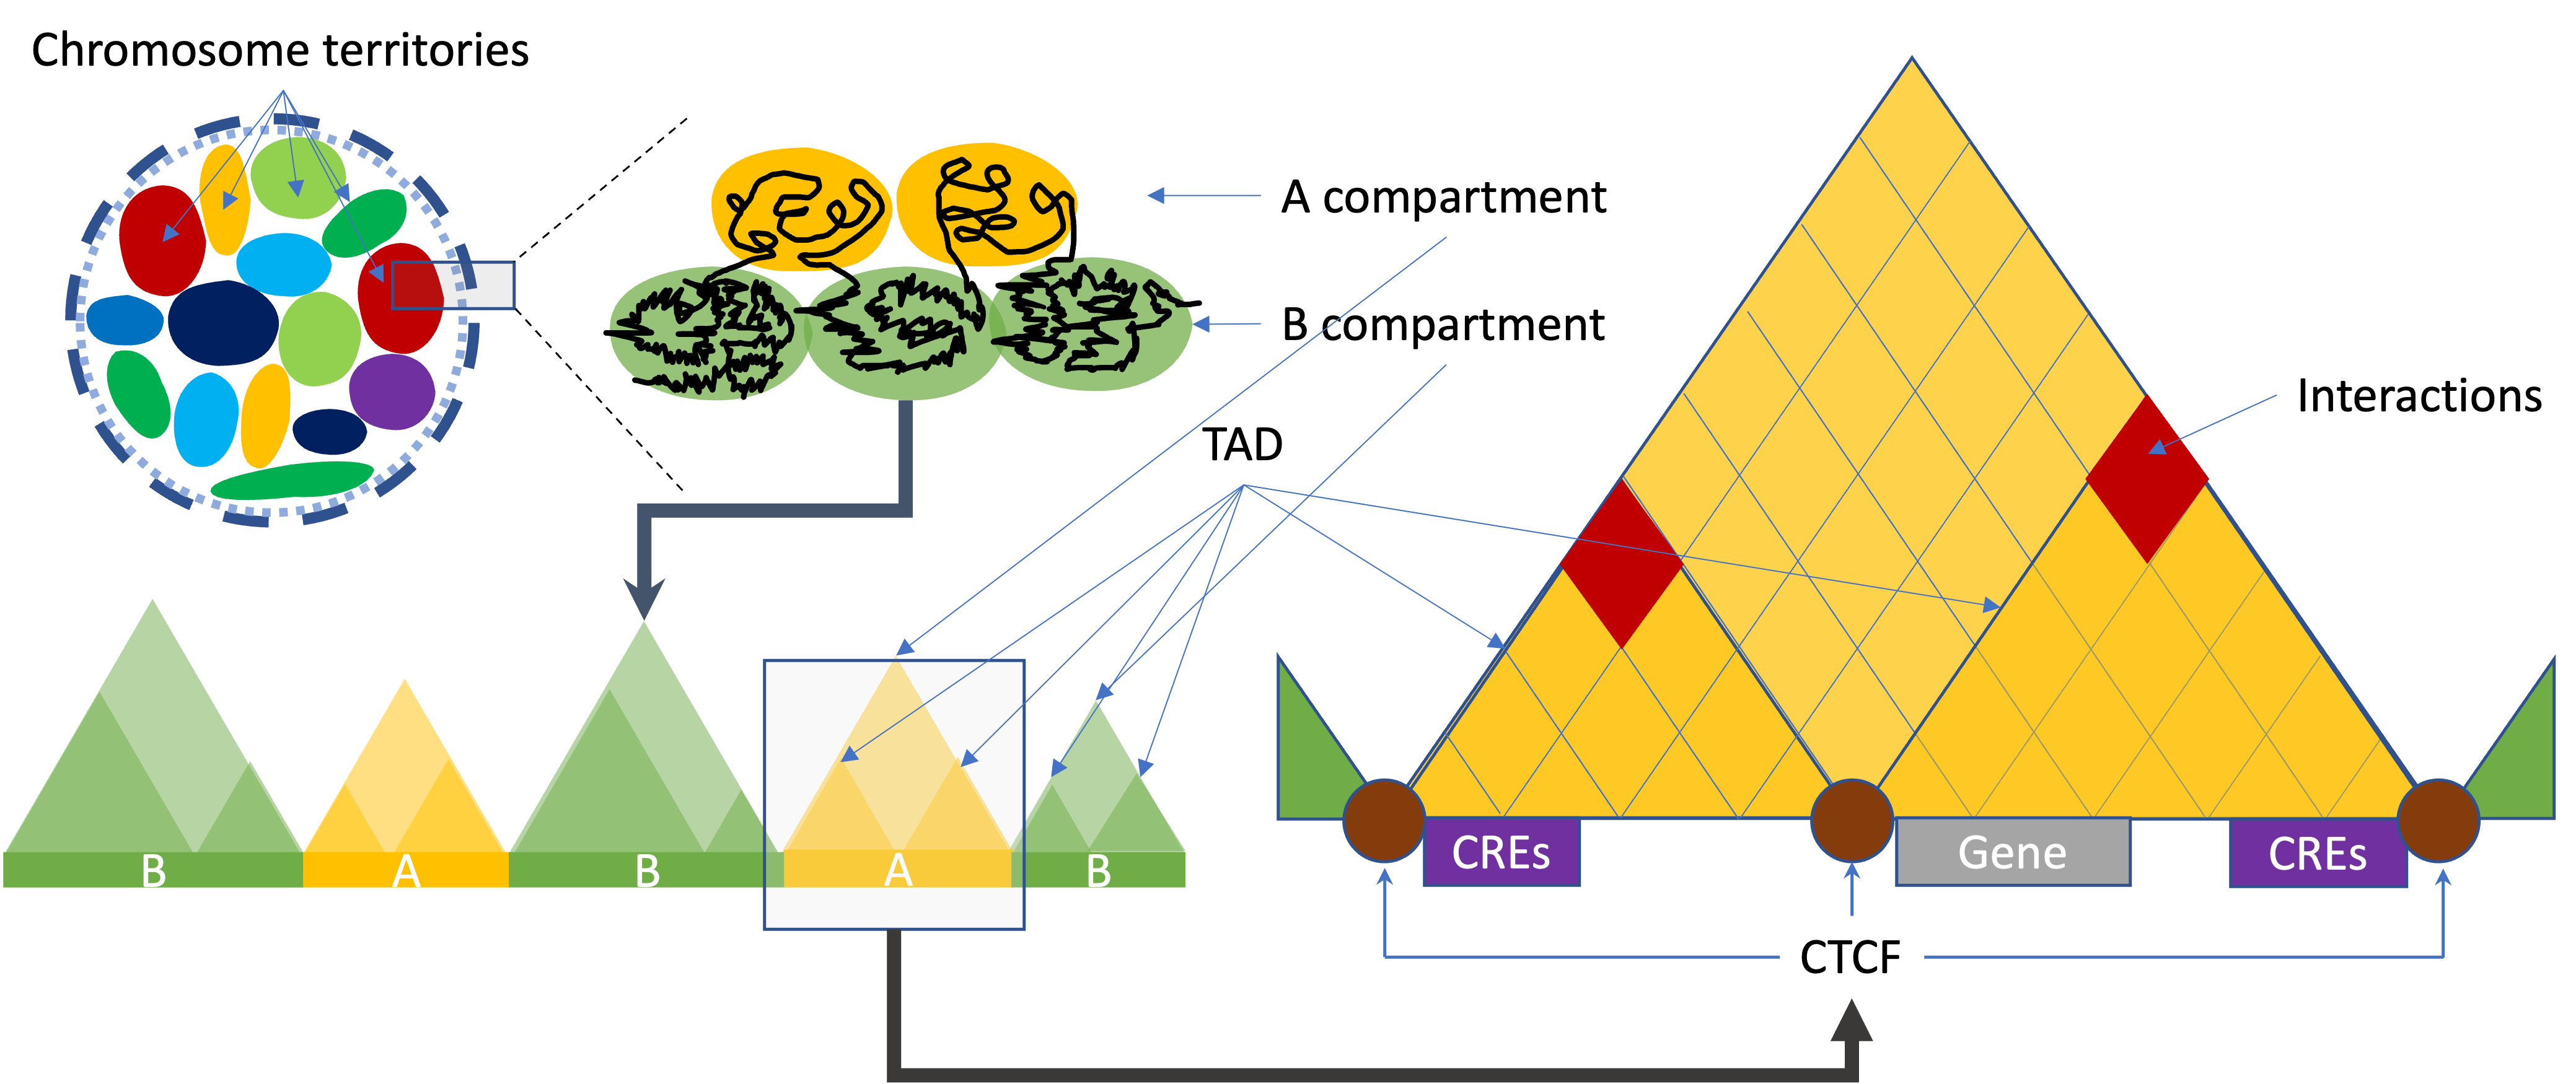 Chromosome territories
A compartment
B compartment
TAD
Interactions
B
A
B
A
B
CREs
Gene
CREs
CTCF